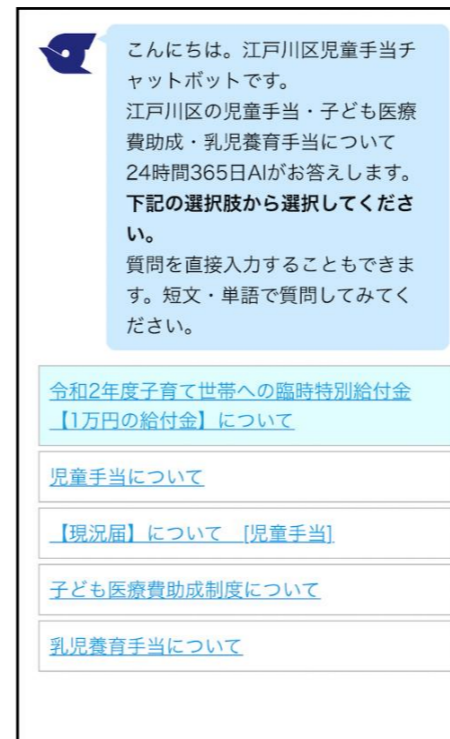 こんにちは。江戸川区児童手当チ
ャットボットです。
江戸川区の児童手当・子ども医療
費助成・乳児養育手当について
24時間365日AIがお答えします。
下記の選択肢から選択してくださ
い。
質問を直接入力することもできま
す。短文・単語で質問してみてく
ださい。
令和2年度子育て世帯への臨時特別給付金
【1万円の給付金】について
児童手当について
【現況届】について　[児童手当]
子ども医療費助成制度について
乳児養育手当について